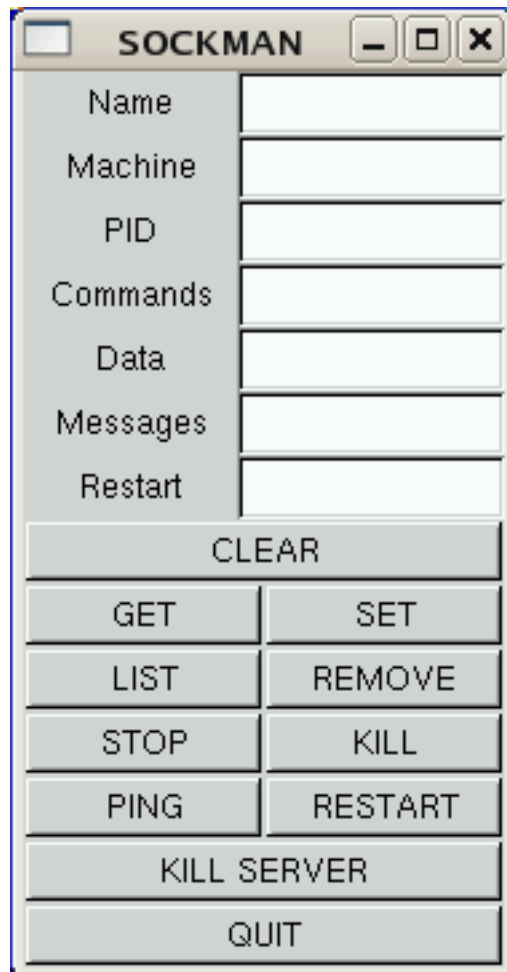 SOCKMAN
Name
Machine
PID
Commands
Data
Messages
Restart
CLEAR
GET SET
LIST REMOVE
STOP KILL
PING RESTART
KILL SERVER
QUIT